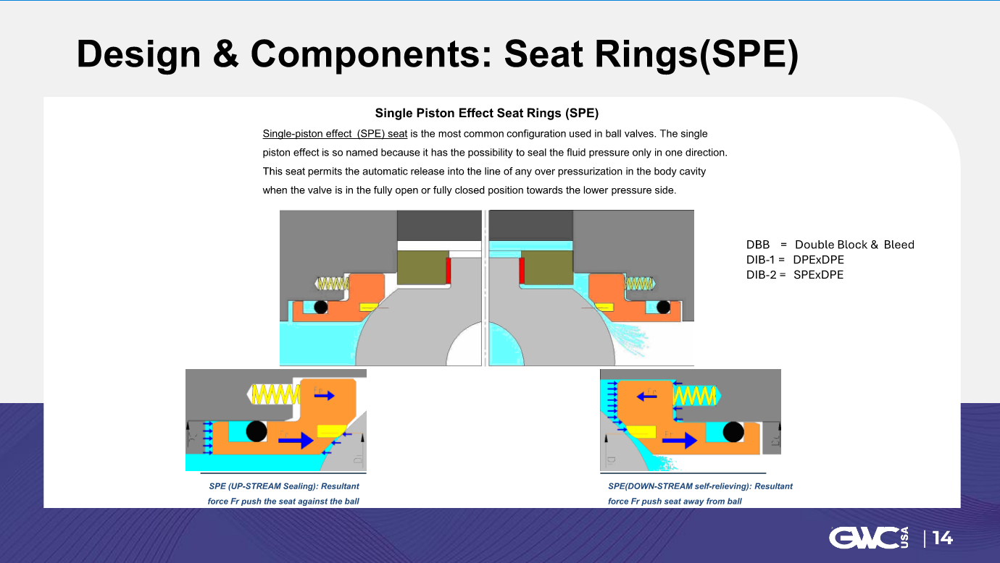 Design & Components: Seat Rings(SPE)
Single Piston Effect Seat Rings (SPE)
Single-piston effect (SPE) seat is the most common configuration used in ball valves. The single
piston effect is so named because it has the possibility to seal the fluid pressure only in one direction.
This seat permits the automatic release into the line of any over pressurization in the body cavity
when the valve is in the fully open or fully closed position towards the lower pressure side.
DBB = Double Block & Bleed
DIB-1 = DPExDPE
DIB-2 = SPExDPE
SPE (UP-STREAM Sealing): Resultant
force Fr push the seat against the ball
SPE(DOWN-STREAM self-relieving): Resultant
force Fr push seat away from ball
GWC USA | 14